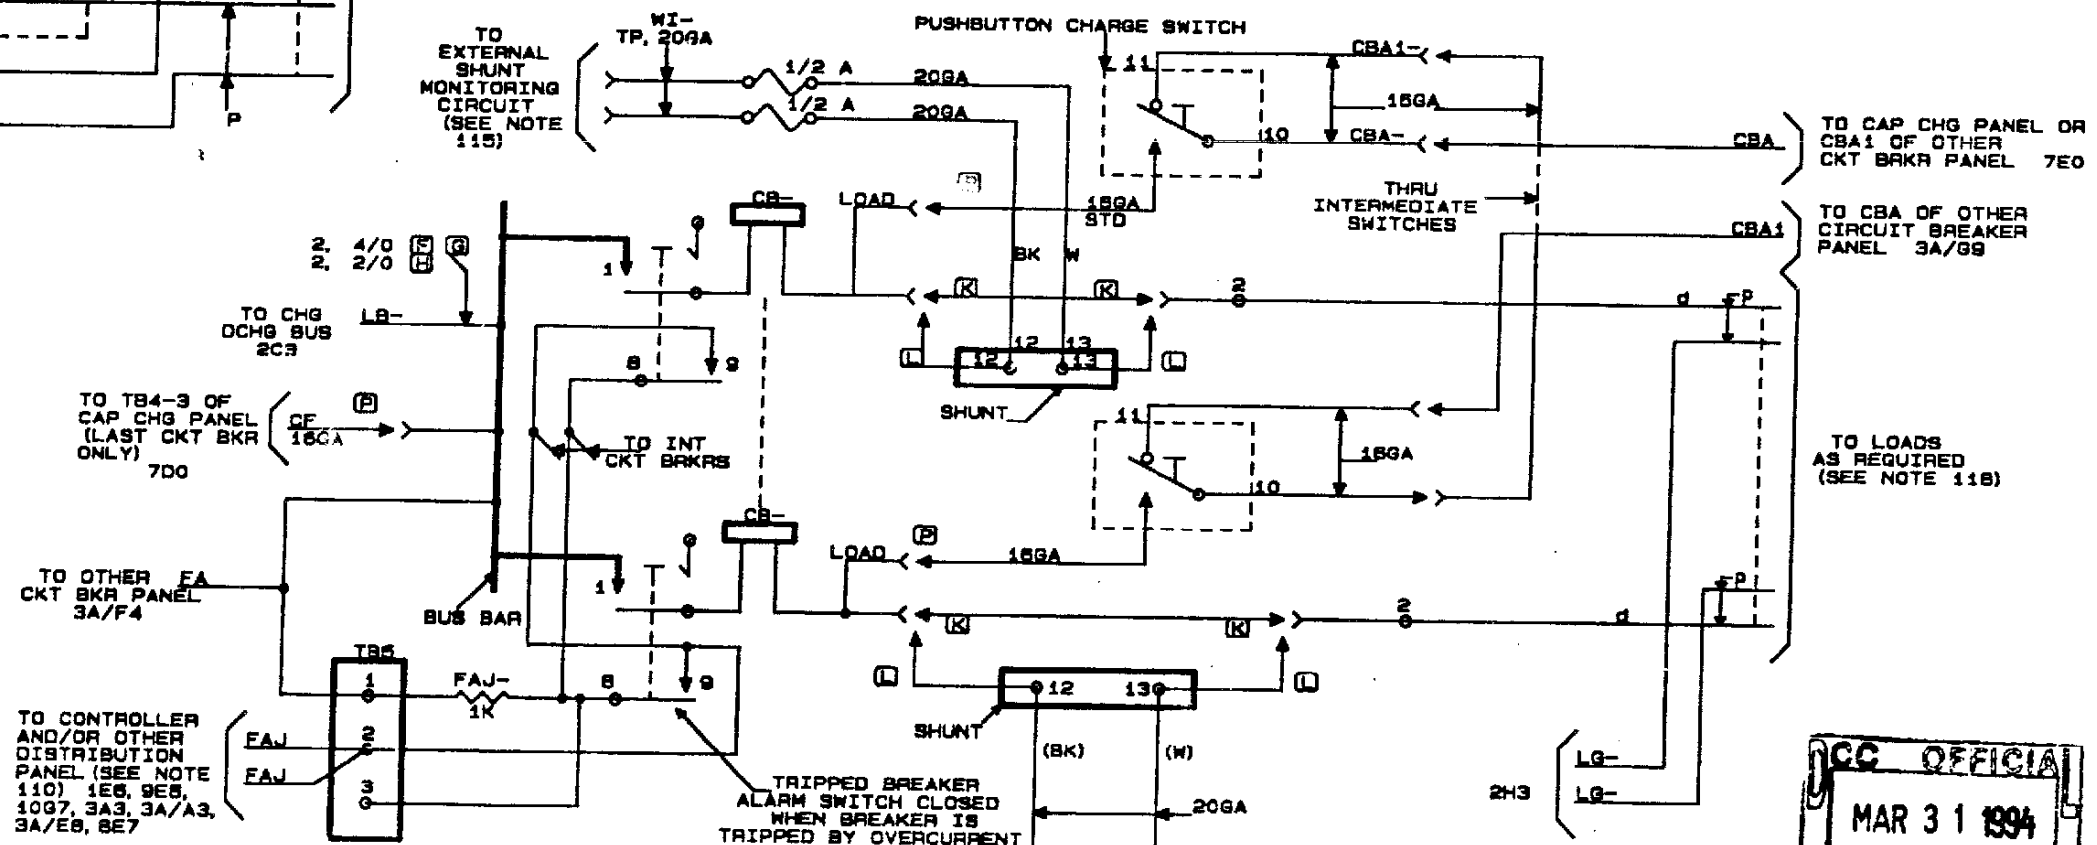 P
TO
EXTERNAL
SHUNT
MONITORING
CIRCUIT
(SEE NOTE
115)
WI-
TP, 20GA
1/2 A
20GA
1/2 A
20GA
PUSHBUTTON CHARGE SWITCH
11
10
CBA1-
16GA
CBA-
CBA
TO CAP CHG PANEL OR
CBA1 OF OTHER
CKT BRKR PANEL 7E0
THRU
INTERMEDIATE
SWITCHES
CBA1
TO CBA OF OTHER
CIRCUIT BREAKER
PANEL 3A/G9
CB-
LOAD
16GA
STD
2, 4/0 F G
2, 2/0 H
1
BK W
K
K
2
d
P
TO CHG
DCHG BUS
2C3
LB-
8
9
12 13
12 13
L
L
SHUNT
TO TB4-3 OF
CAP CHG PANEL
(LAST CKT BKR
ONLY)
7D0
CF
16GA
P
TO INT
CKT BRKRS
11
10
16GA
TO LOADS
AS REQUIRED
(SEE NOTE 118)
CB-
LOAD
P
16GA
TO OTHER
CKT BKR PANEL
3A/F4
FA
BUS BAR
1
K
K
2
d
P
TB5
1
2
3
FAJ-
1K
8
9
L
L
12 13
SHUNT
(BK) (W)
20GA
TO CONTROLLER
AND/OR OTHER
DISTRIBUTION
PANEL (SEE NOTE
110) 1E6, 9E8,
10G7, 3A3, 3A/A3,
3A/E8, 8E7
FAJ
FAJ
TRIPPED BREAKER
ALARM SWITCH CLOSED
WHEN BREAKER IS
TRIPPED BY OVERCURRENT
2H3
LG-
LG-
CC OFFICIAL
MAR 31 1994